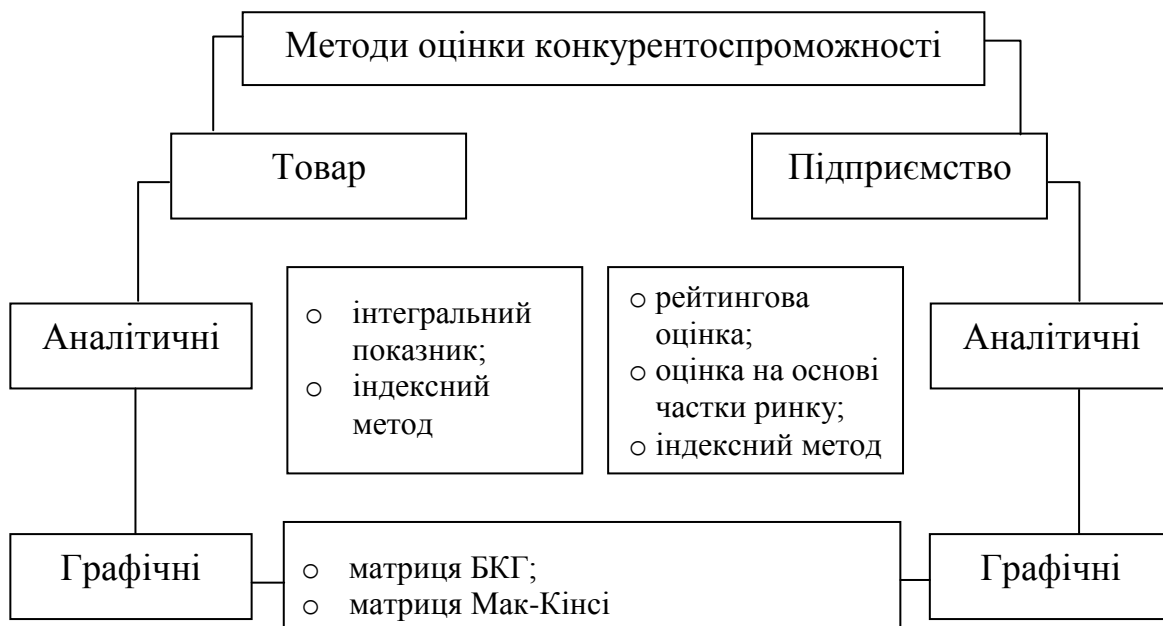 Методи оцінки конкурентоспроможності
Товар
Підприємство
Аналітичні
o інтегральний
показник;
o індексний
метод
o рейтингова
оцінка;
o оцінка на основі
частки ринку;
o індексний метод
Аналітичні
Графічні
o матриця БКГ;
o матриця Мак-Кінсі
Графічні